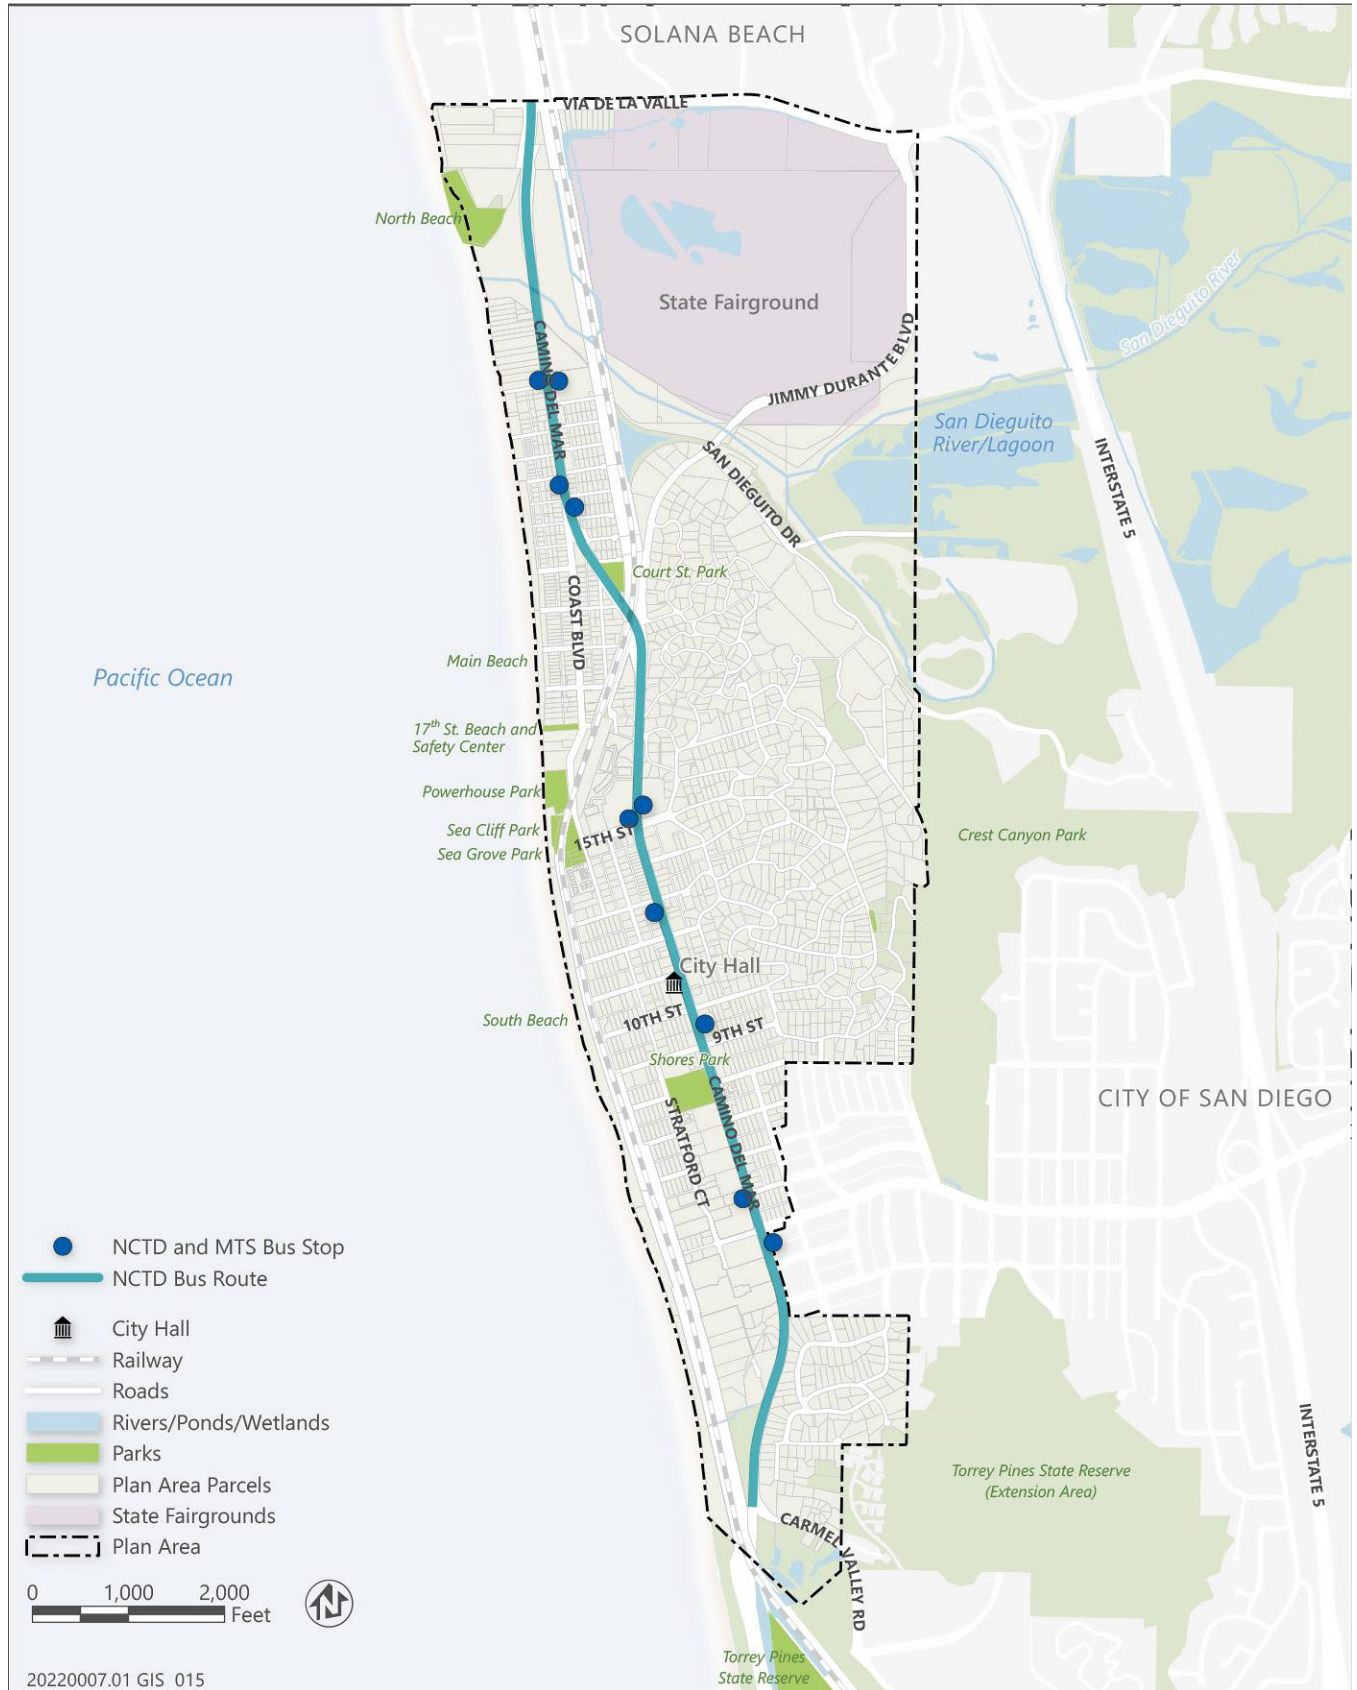 SOLANA BEACH
VIA DE LA VALLE
North Beach
State Fairground
San Dieguito River
CAMINO DEL MAR
JIMMY DURANTE BLVD
San Dieguito
River/Lagoon
SAN DIEGUITO DR
INTERSTATE 5
Court St. Park
COAST BLVD
Main Beach
Pacific Ocean
17th St. Beach and
Safety Center
Powerhouse Park
Sea Cliff Park
15TH ST
Crest Canyon Park
Sea Grove Park
City Hall
South Beach
10TH ST
9TH ST
Shores Park
CITY OF SAN DIEGO
STRATFORD CT
CAMINO DEL MAR
NCTD and MTS Bus Stop
NCTD Bus Route
City Hall
Railway
Roads
Rivers/Ponds/Wetlands
Parks
Plan Area Parcels
State Fairgrounds
Plan Area
INTERSTATE 5
Torrey Pines State Reserve
(Extension Area)
CARMEL VALLEY RD
0 1,000 2,000
Feet
N
Torrey Pines
State Reserve
20220007.01 GIS 015